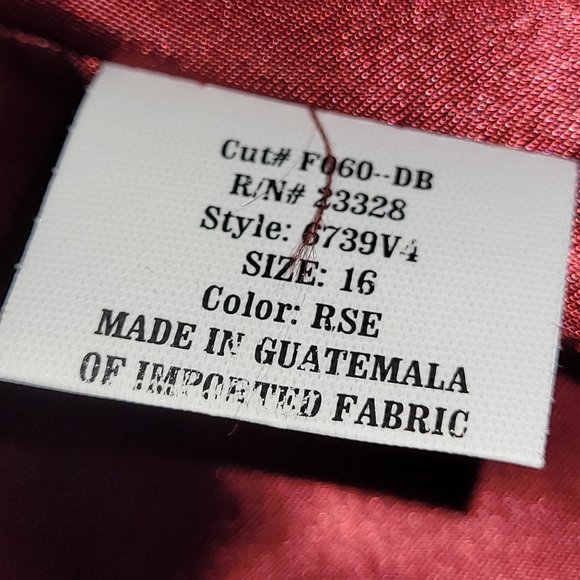 Cut# F060--DB
R/N# 23328
Style: 6739V4
SIZE: 16
Color: RSE
MADE IN GUATEMALA
OF IMPORTED FABRIC